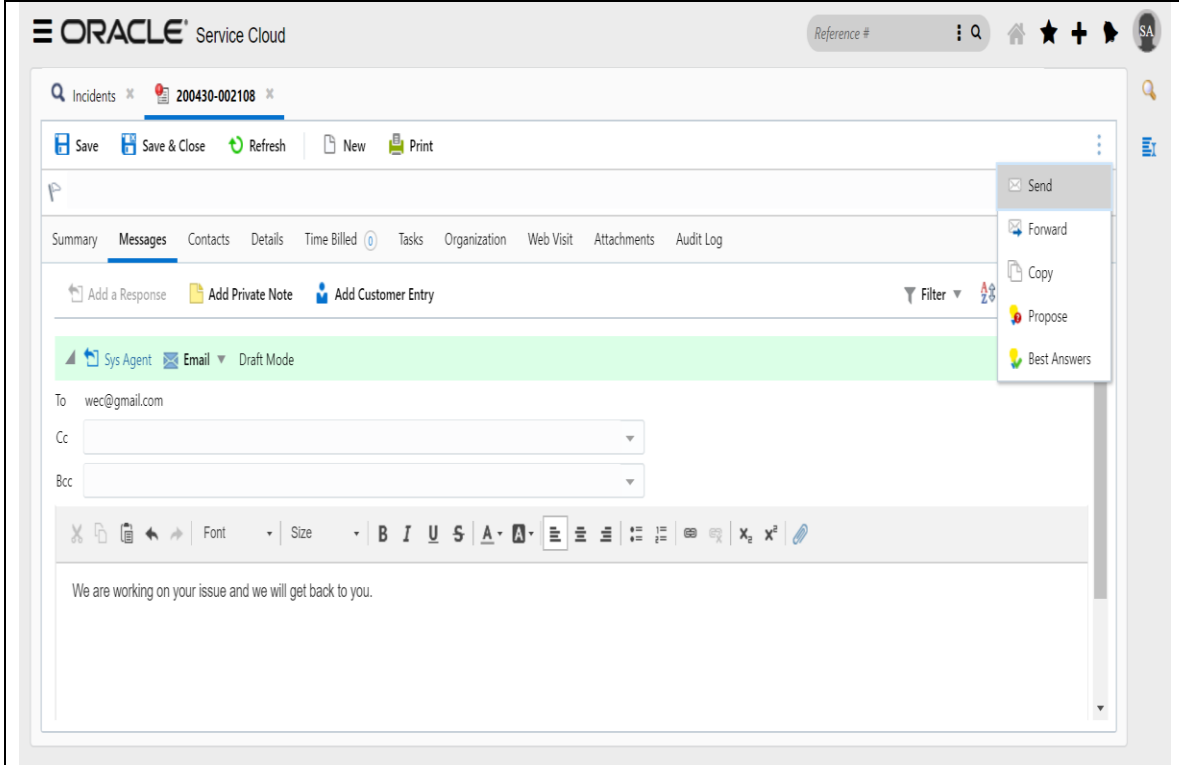 ORACLE Service Cloud
Reference #
SA
Incidents
200430-002108
Save Save & Close Refresh New Print
Send
Summary Messages Contacts Details Time Billed 0 Tasks Organization Web Visit Attachments Audit Log
Forward
Copy
Add a Response Add Private Note Add Customer Entry Filter
Propose
Sys Agent Email Draft Mode
Best Answers
To wec@gmail.com
Cc
Bcc
Font Size B I U S A A X₂ X²
We are working on your issue and we will get back to you.